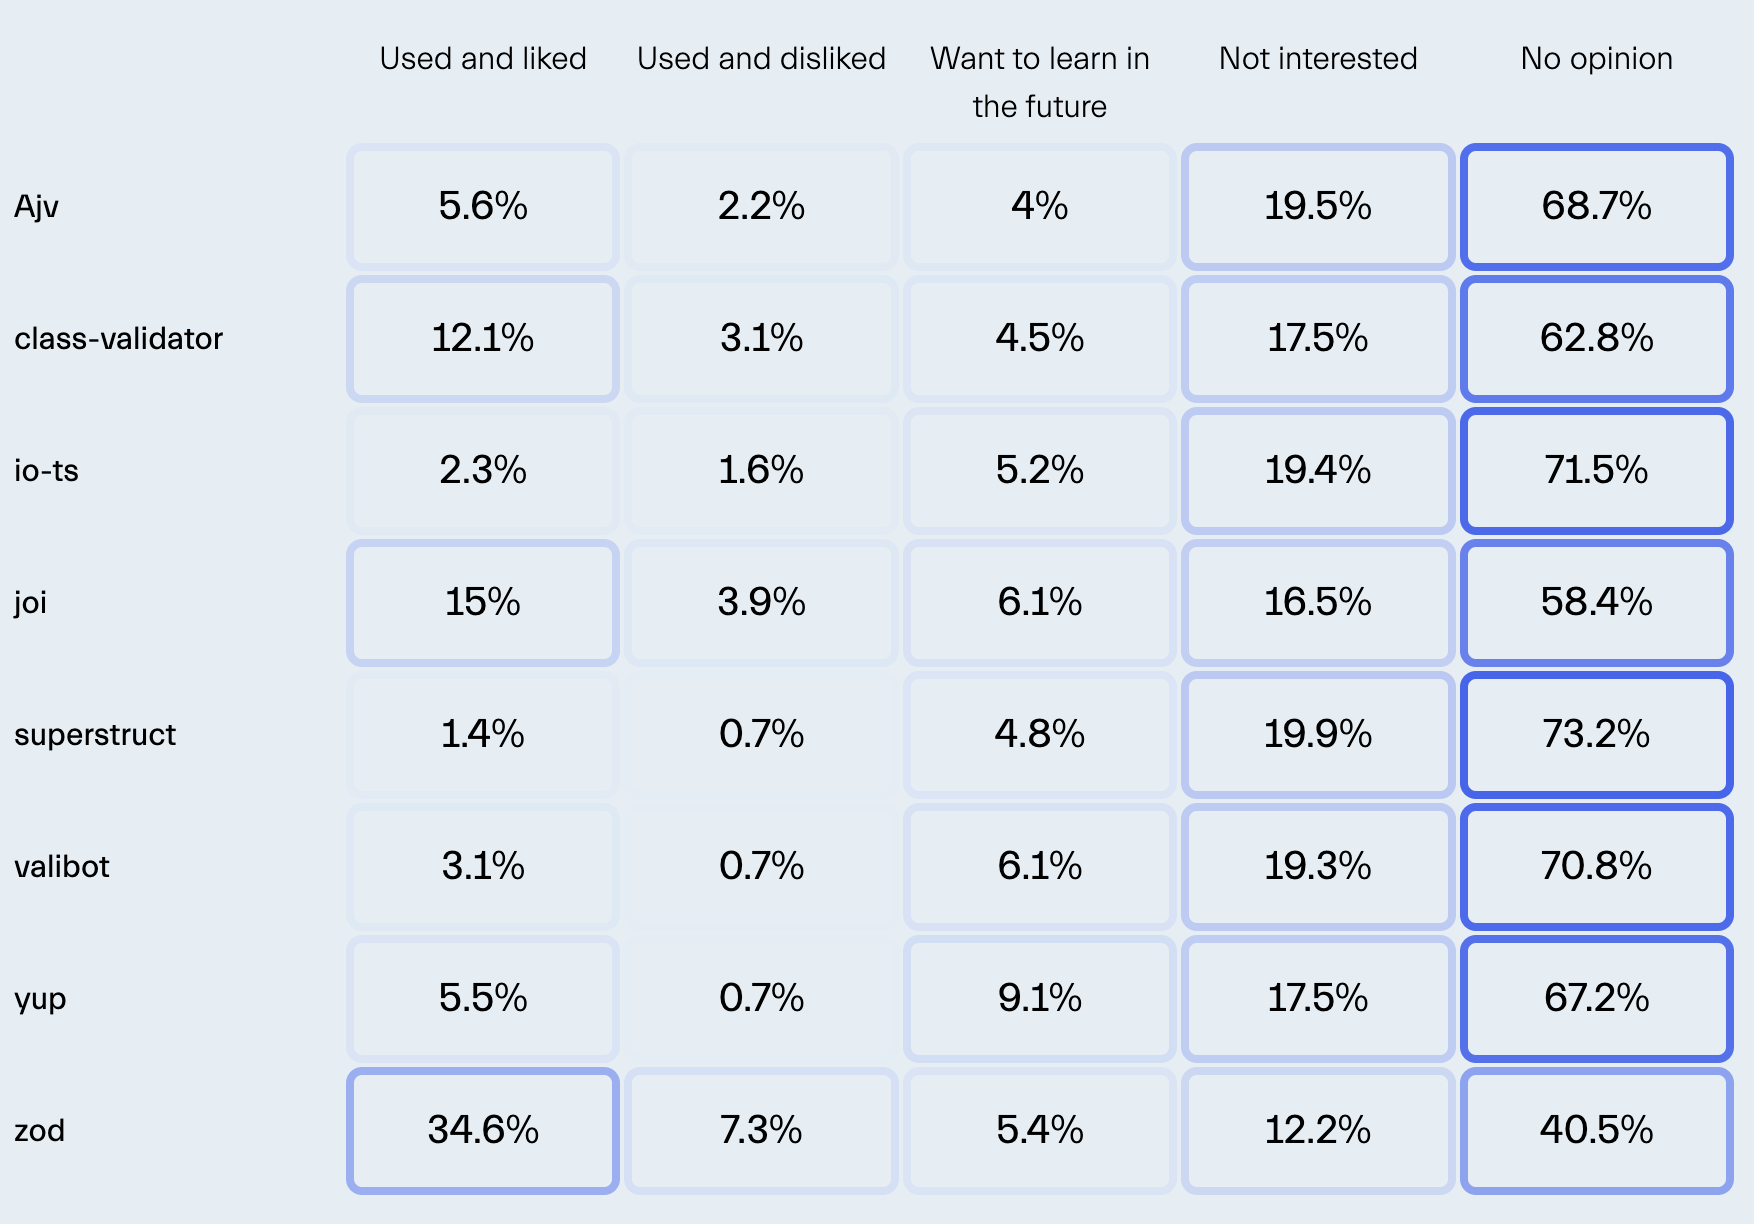 Used and liked Used and disliked Want to learn in the future Not interested No opinion
Ajv 5.6% 2.2% 4% 19.5% 68.7%
class-validator 12.1% 3.1% 4.5% 17.5% 62.8%
io-ts 2.3% 1.6% 5.2% 19.4% 71.5%
joi 15% 3.9% 6.1% 16.5% 58.4%
superstruct 1.4% 0.7% 4.8% 19.9% 73.2%
valibot 3.1% 0.7% 6.1% 19.3% 70.8%
yup 5.5% 0.7% 9.1% 17.5% 67.2%
zod 34.6% 7.3% 5.4% 12.2% 40.5%